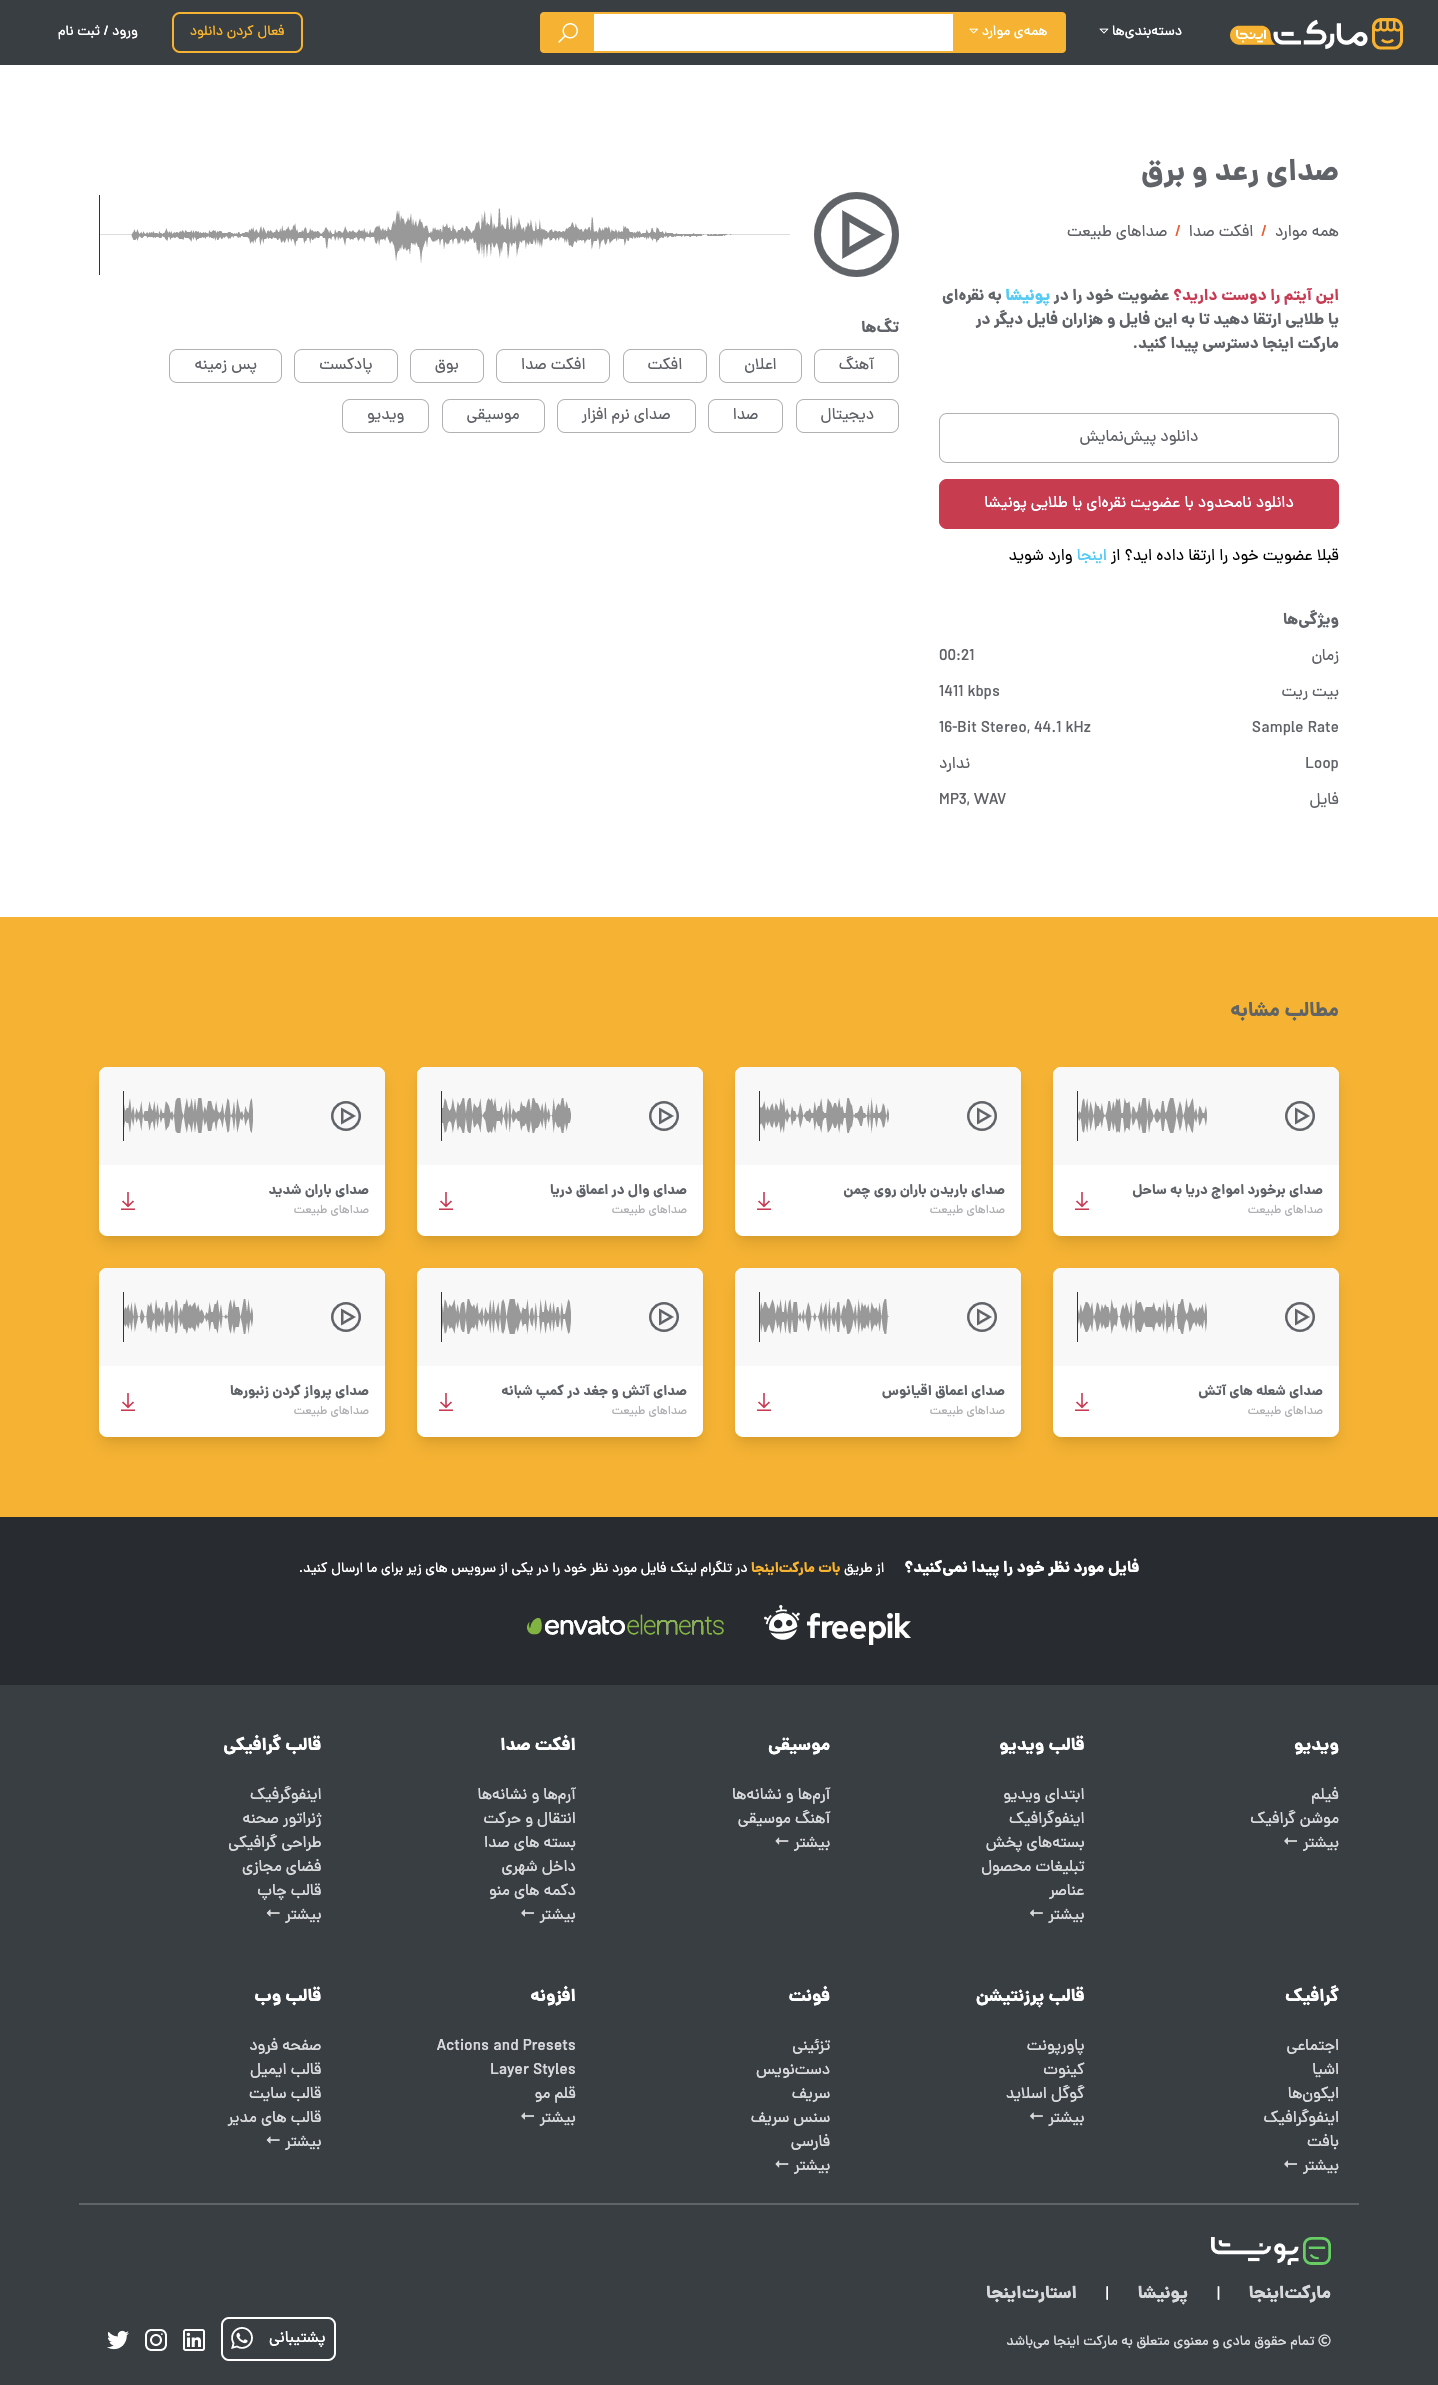 مارکت اینجا
دسته‌بندی‌ها
همه‌ی موارد
فعال کردن دانلود
ورود / ثبت نام
صدای رعد و برق
همه موارد / افکت صدا / صداهای طبیعت
این آیتم را دوست دارید؟ عضویت خود را در پونیشا به نقره‌ای
یا طلایی ارتقا دهید تا به این فایل و هزاران فایل دیگر در
مارکت اینجا دسترسی پیدا کنید.
دانلود پیش‌نمایش
دانلود نامحدود با عضویت نقره‌ای یا طلایی پونیشا
قبلا عضویت خود را ارتقا داده اید؟ از اینجا وارد شوید
ویژگی‌ها
زمان 00:21
بیت ریت 1411 kbps
Sample Rate 16-Bit Stereo, 44.1 kHz
Loop ندارد
فایل MP3, WAV
تگ‌ها
آهنگ اعلان افکت افکت صدا بوق پادکست پس زمینه
دیجیتال صدا صدای نرم افزار موسیقی ویدیو
مطالب مشابه
صدای برخورد امواج دریا به ساحل
صداهای طبیعت
صدای باریدن باران روی چمن
صداهای طبیعت
صدای وال در اعماق دریا
صداهای طبیعت
صدای باران شدید
صداهای طبیعت
صدای شعله های آتش
صداهای طبیعت
صدای اعماق اقیانوس
صداهای طبیعت
صدای آتش و جغد در کمپ شبانه
صداهای طبیعت
صدای پرواز کردن زنبورها
صداهای طبیعت
فایل مورد نظر خود را پیدا نمی‌کنید؟ از طریق بات مارکت‌اینجا در تلگرام لینک فایل مورد نظر خود را در یکی از سرویس های زیر برای ما ارسال کنید.
freepik
envatoelements
ویدیو
فیلم
موشن گرافیک
بیشتر ←
قالب ویدیو
ابتدای ویدیو
اینفوگرافیک
بسته‌های پخش
تبلیغات محصول
عناصر
بیشتر ←
موسیقی
آرم‌ها و نشانه‌ها
آهنگ موسیقی
بیشتر ←
افکت صدا
آرم‌ها و نشانه‌ها
انتقال و حرکت
بسته های صدا
داخل شهری
دکمه های منو
بیشتر ←
قالب گرافیکی
اینفوگرفیک
ژنراتور صحنه
طراحی گرافیکی
فضای مجازی
قالب چاپ
بیشتر ←
گرافیک
اجتماعی
اشیا
ایکون‌ها
اینفوگرافیک
بافت
بیشتر ←
قالب پرزنتیشن
پاورپونت
کینوت
گوگل اسلاید
بیشتر ←
فونت
تزئینی
دست‌نویس
سریف
سنس سریف
فارسی
بیشتر ←
افزونه
Actions and Presets
Layer Styles
قلم مو
بیشتر ←
قالب وب
صفحه فرود
قالب ایمیل
قالب سایت
قالب های مدیر
بیشتر ←
پونیشا
مارکت‌اینجا | پونیشا | استارت‌اینجا
© تمام حقوق مادی و معنوی متعلق به مارکت اینجا می‌باشد
پشتیبانی